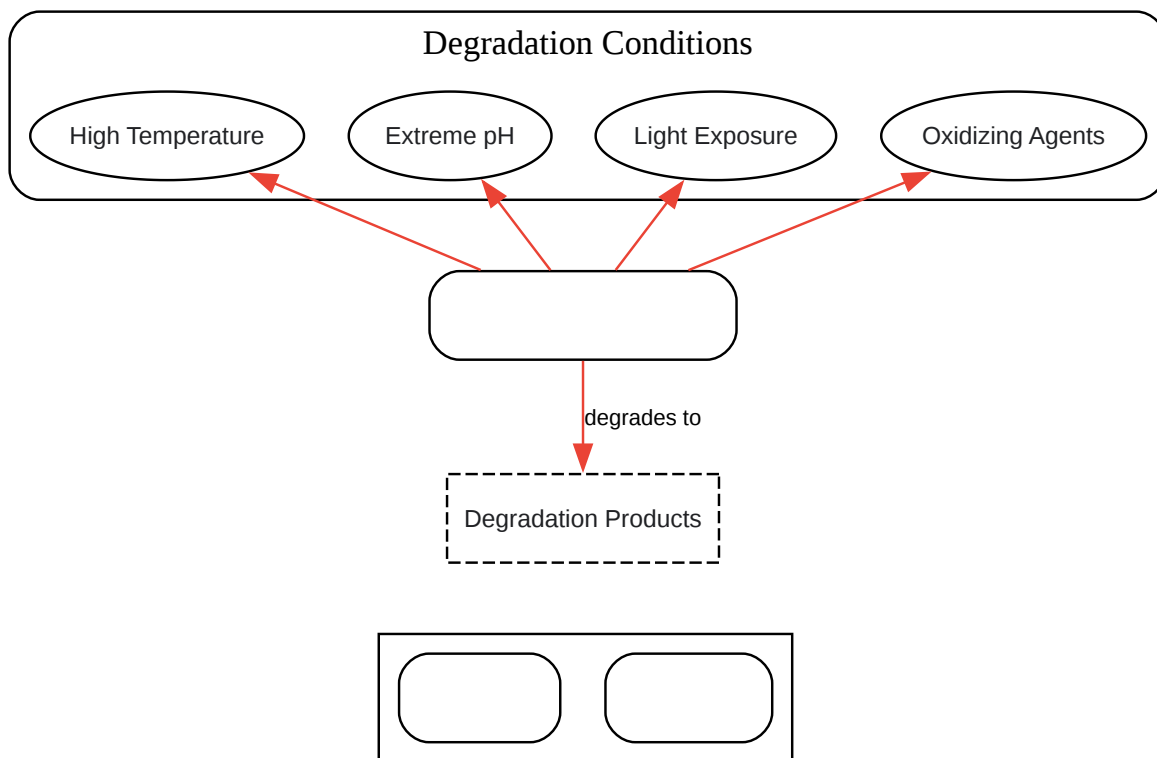 Degradation Conditions
High Temperature
Extreme pH
Light Exposure
Oxidizing Agents
degrades to
Degradation Products